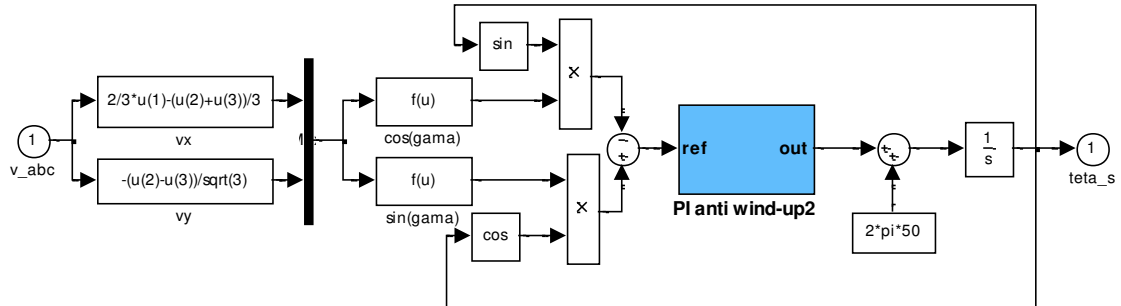 1
v_abc
2/3*u(1)-(u(2)+u(3))/3
vx
-(u(2)-u(3))/sqrt(3)
vy
f(u)
cos(gama)
f(u)
sin(gama)
sin
cos
×
×
-
+
ref
out
PI anti wind-up2
+
+
2*pi*50
1
s
1
teta_s